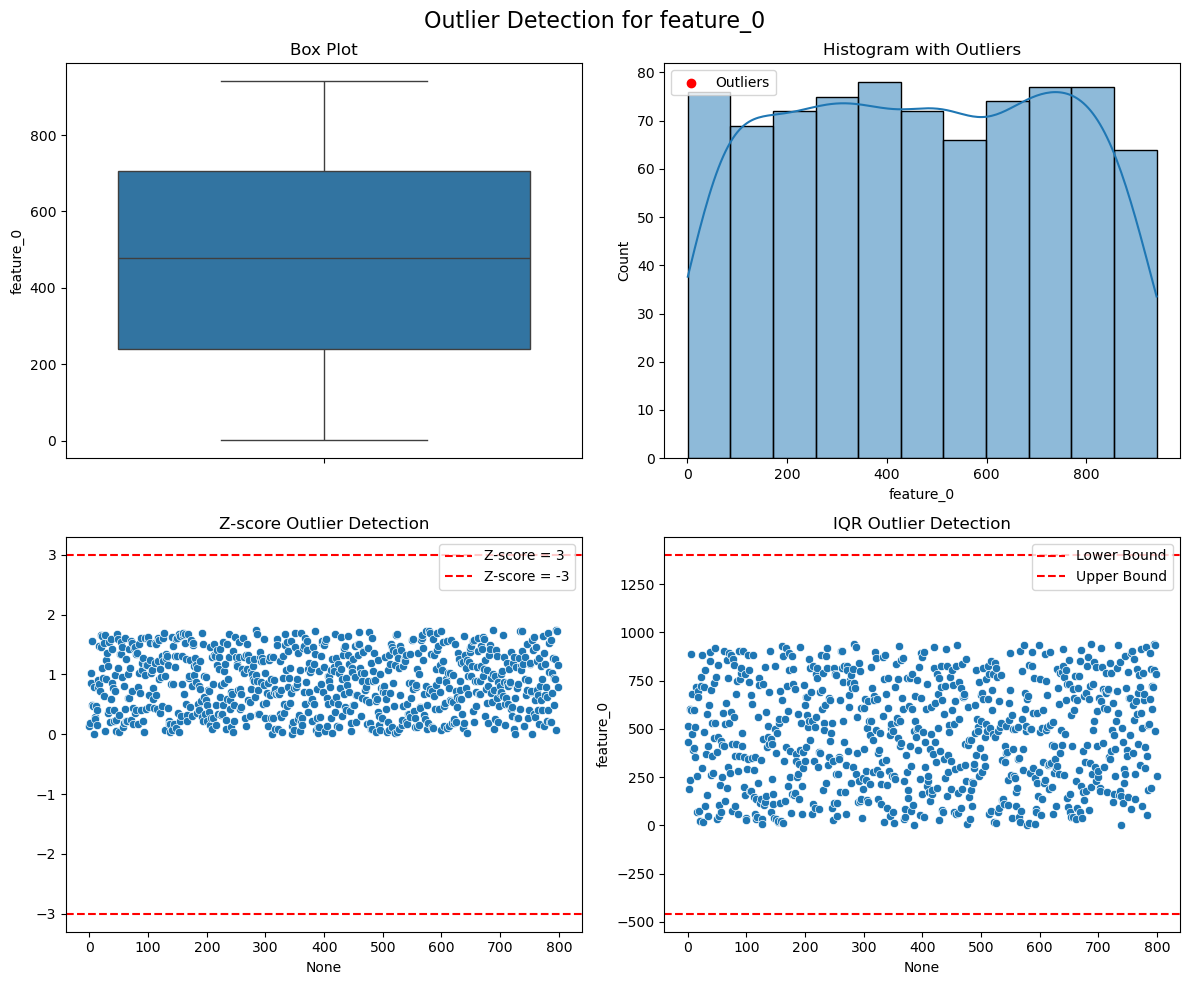 Outlier Detection for feature_0
Box Plot
feature_0
800
600
400
200
0
Histogram with Outliers
Outliers
Count
80
70
60
50
40
30
20
10
0
0 200 400 600 800
feature_0
Z-score Outlier Detection
Z-score = 3
Z-score = -3
3
2
1
0
−1
−2
−3
0 100 200 300 400 500 600 700 800
None
IQR Outlier Detection
Lower Bound
Upper Bound
feature_0
1250
1000
750
500
250
0
−250
−500
0 100 200 300 400 500 600 700 800
None